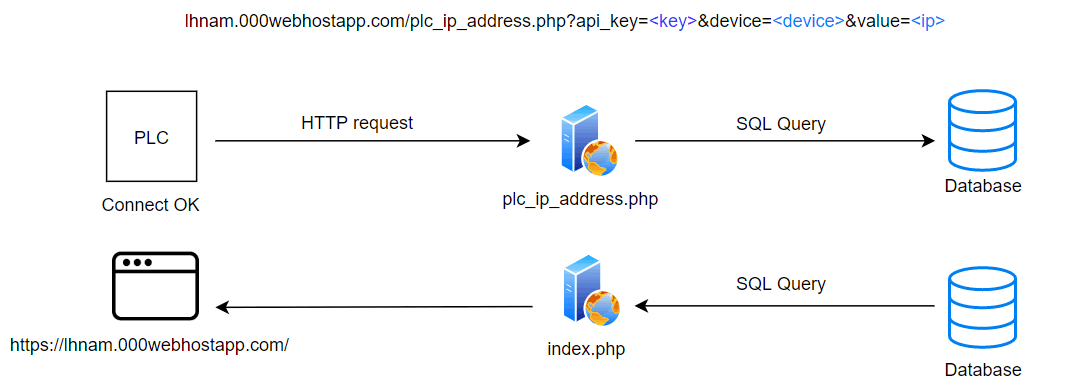 lhnam.000webhostapp.com/plc_ip_address.php?api_key=<key>&device=<device>&value=<ip>
PLC
HTTP request
SQL Query
Connect OK
plc_ip_address.php
Database
SQL Query
https://lhnam.000webhostapp.com/
index.php
Database